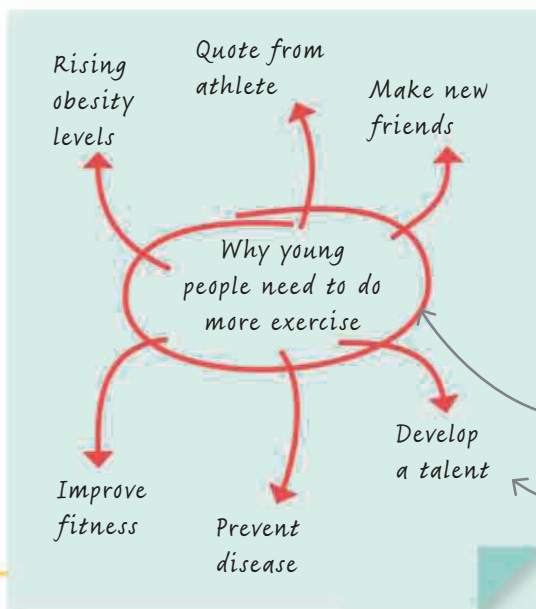 Rising
obesity
levels
Quote from
athlete
Make new
friends
Why young
people need to do
more exercise
Improve
fitness
Prevent
disease
Develop
a talent